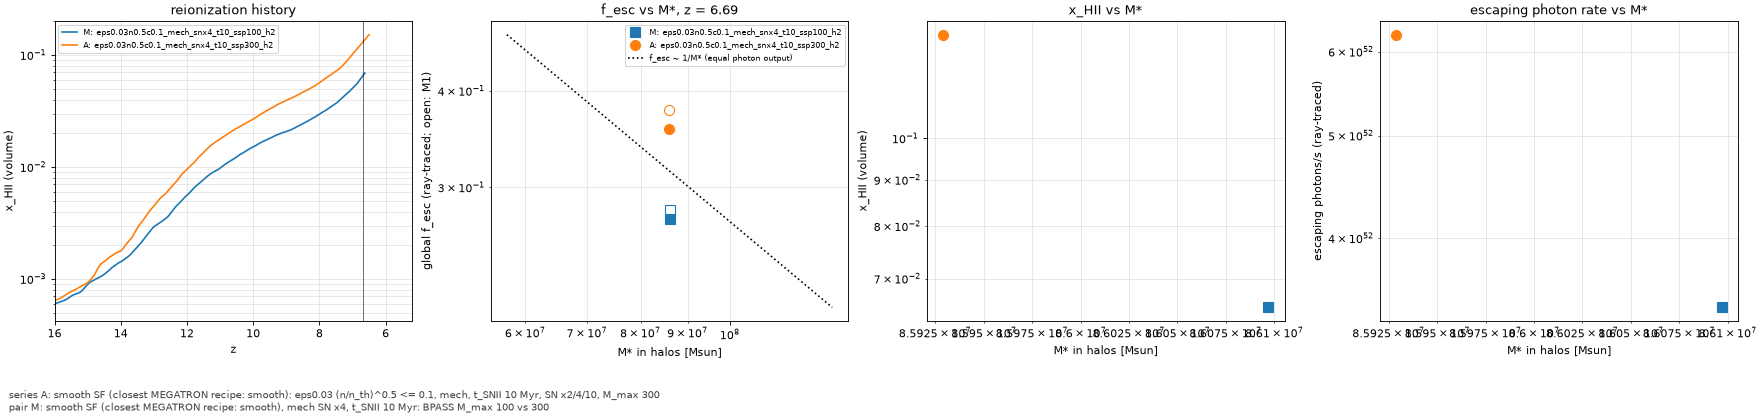 reionization history
M: eps0.03n0.5c0.1_mech_snx4_t10_ssp100_h2
A: eps0.03n0.5c0.1_mech_snx4_t10_ssp300_h2
10⁻¹
10⁻²
10⁻³
x_HII (volume)
16 14 12 10 8 6
z
f_esc vs M*, z = 6.69
M: eps0.03n0.5c0.1_mech_snx4_t10_ssp100_h2
A: eps0.03n0.5c0.1_mech_snx4_t10_ssp300_h2
f_esc ~ 1/M* (equal photon output)
4 × 10⁻¹
3 × 10⁻¹
global f_esc (ray-traced; open: M1)
6 × 10⁷ 7 × 10⁷ 8 × 10⁷ 9 × 10⁷ 10⁸
M* in halos [Msun]
x_HII vs M*
10⁻¹
9 × 10⁻²
8 × 10⁻²
7 × 10⁻²
x_HII (volume)
M* in halos [Msun]
escaping photon rate vs M*
6 × 10⁵²
5 × 10⁵²
4 × 10⁵²
escaping photons/s (ray-traced)
M* in halos [Msun]
series A: smooth SF (closest MEGATRON recipe: smooth): eps0.03 (n/n_th)^0.5 <= 0.1, mech, t_SNII 10 Myr, SN x2/4/10, M_max 300
pair M: smooth SF (closest MEGATRON recipe: smooth), mech SN x4, t_SNII 10 Myr: BPASS M_max 100 vs 300